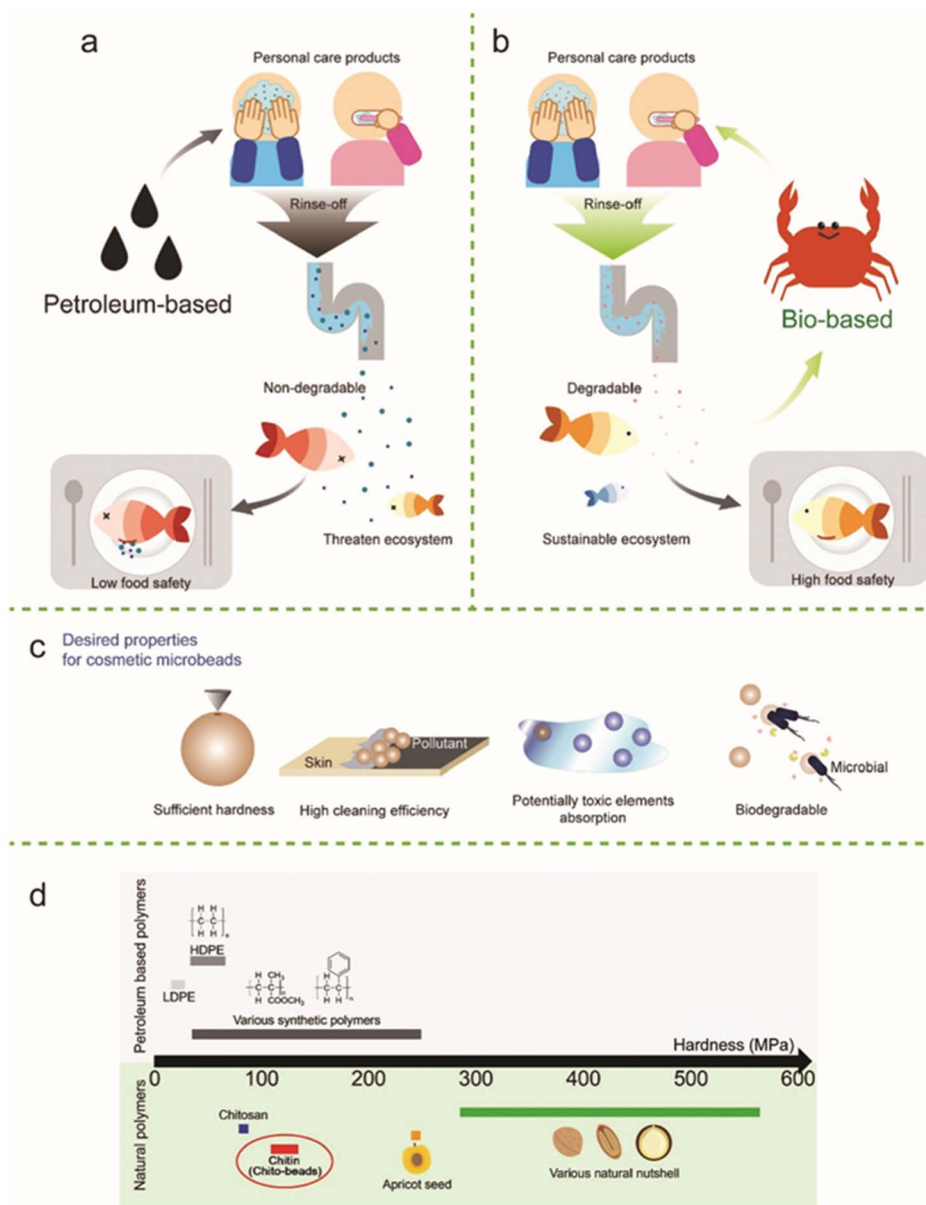 a
Personal care products
Rinse-off
Petroleum-based
Non-degradable
Threaten ecosystem
Low food safety
b
Personal care products
Rinse-off
Bio-based
Degradable
Sustainable ecosystem
High food safety
c
Desired properties
for cosmetic microbeads
Skin
Pollutant
Microbial
Sufficient hardness
High cleaning efficiency
Potentially toxic elements
absorption
Biodegradable
d
Petroleum based polymers
H H
C C
H H
n
HDPE
LDPE
H CH₃
C C
H COOCH₃
n
H H
C C
H H
n
Various synthetic polymers
Hardness (MPa)
0 100 200 300 400 500 600
Natural polymers
Chitosan
Chitin
(Chito-beads)
Apricot seed
Various natural nutshell